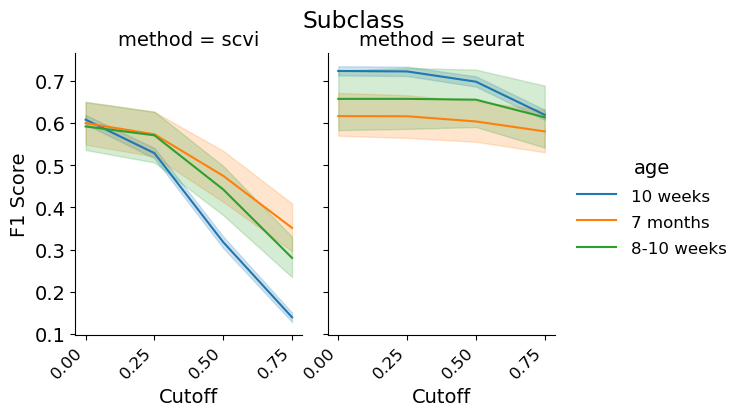 Subclass
method = scvi
method = seurat
F1 Score
0.7
0.6
0.5
0.4
0.3
0.2
0.1
0.00
0.25
0.50
0.75
Cutoff
0.00
0.25
0.50
0.75
Cutoff
age
10 weeks
7 months
8-10 weeks